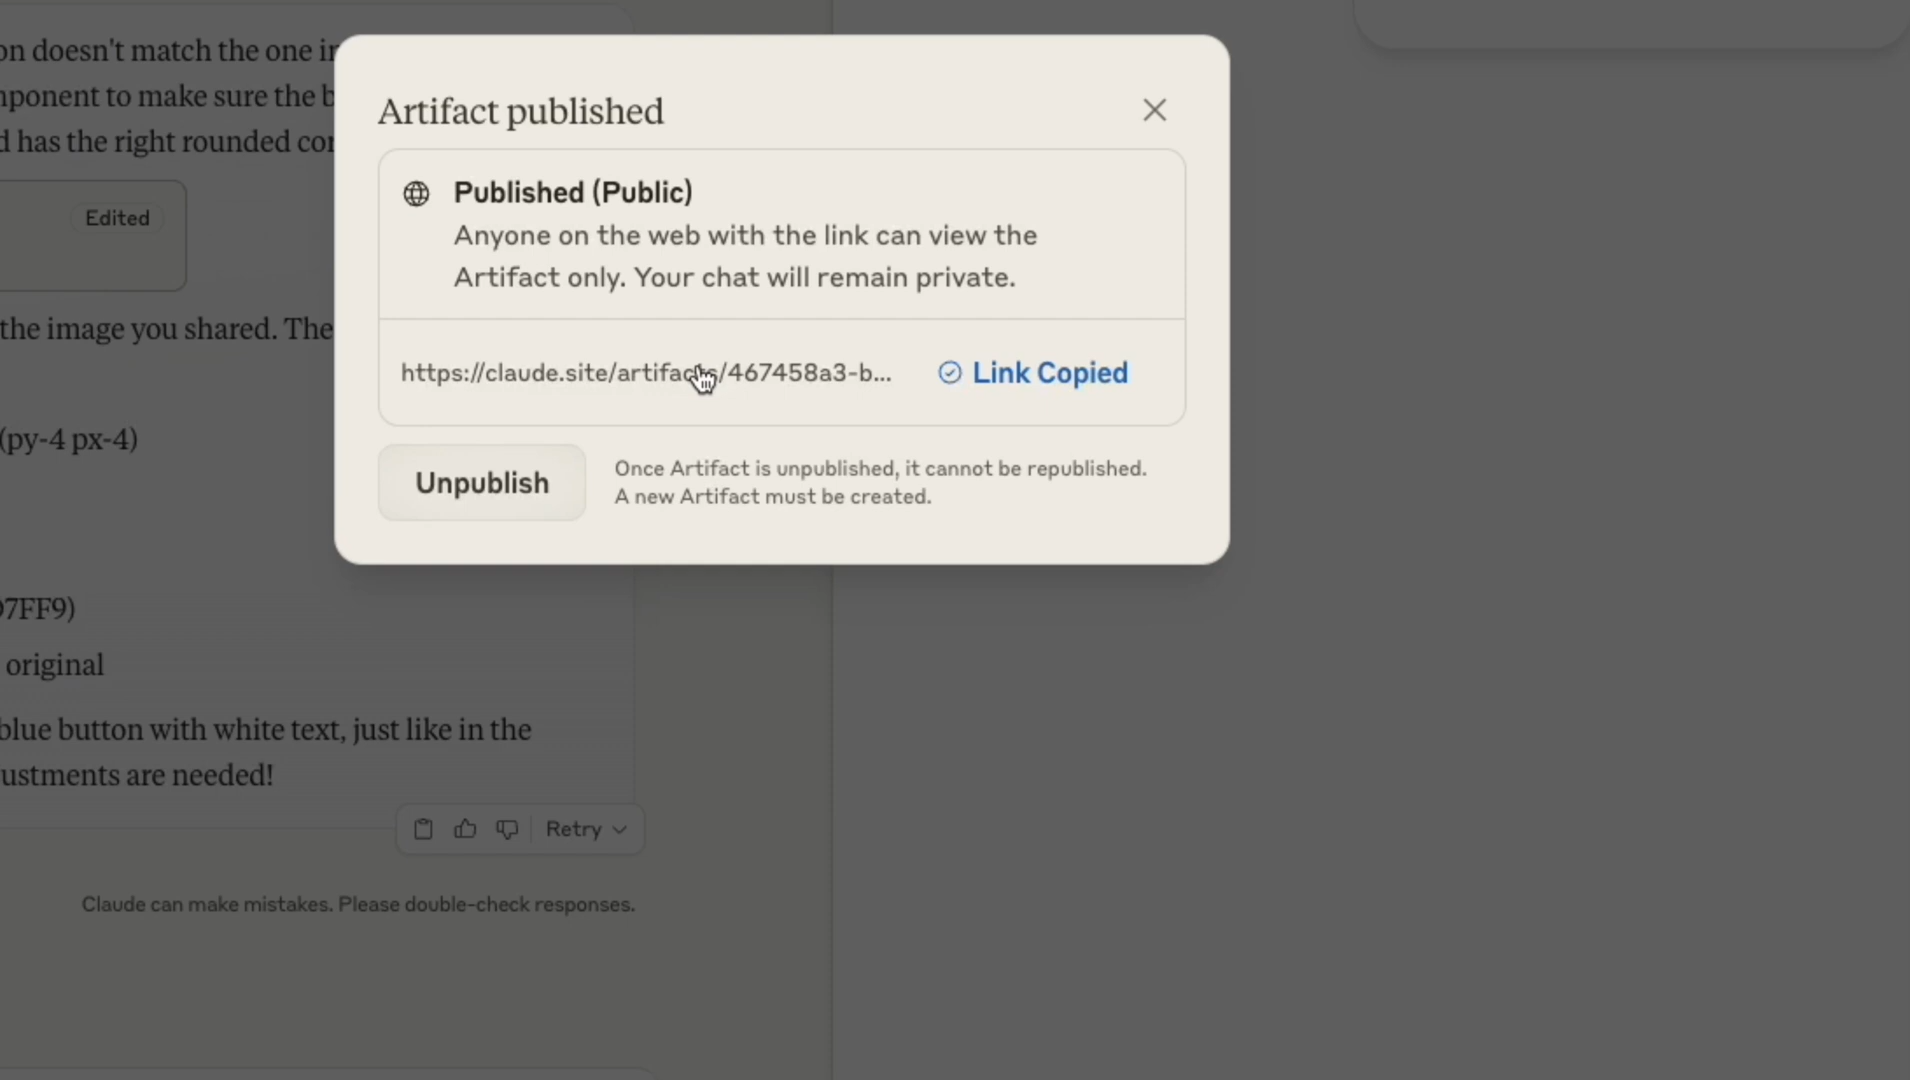 on doesn't match the one
mponent to make sure the
has the right rounded
Edited
the image you shared. The
(py-4 px-4)
7FF9)
original
blue button with white text, just like in the
ustments are needed!
Retry
Claude can make mistakes. Please double-check responses.
Artifact published
Published (Public)
Anyone on the web with the link can view the
Artifact only. Your chat will remain private.
https://claude.site/artifacts/467458a3-b...
Link Copied
Unpublish
Once Artifact is unpublished, it cannot be republished.
A new Artifact must be created.